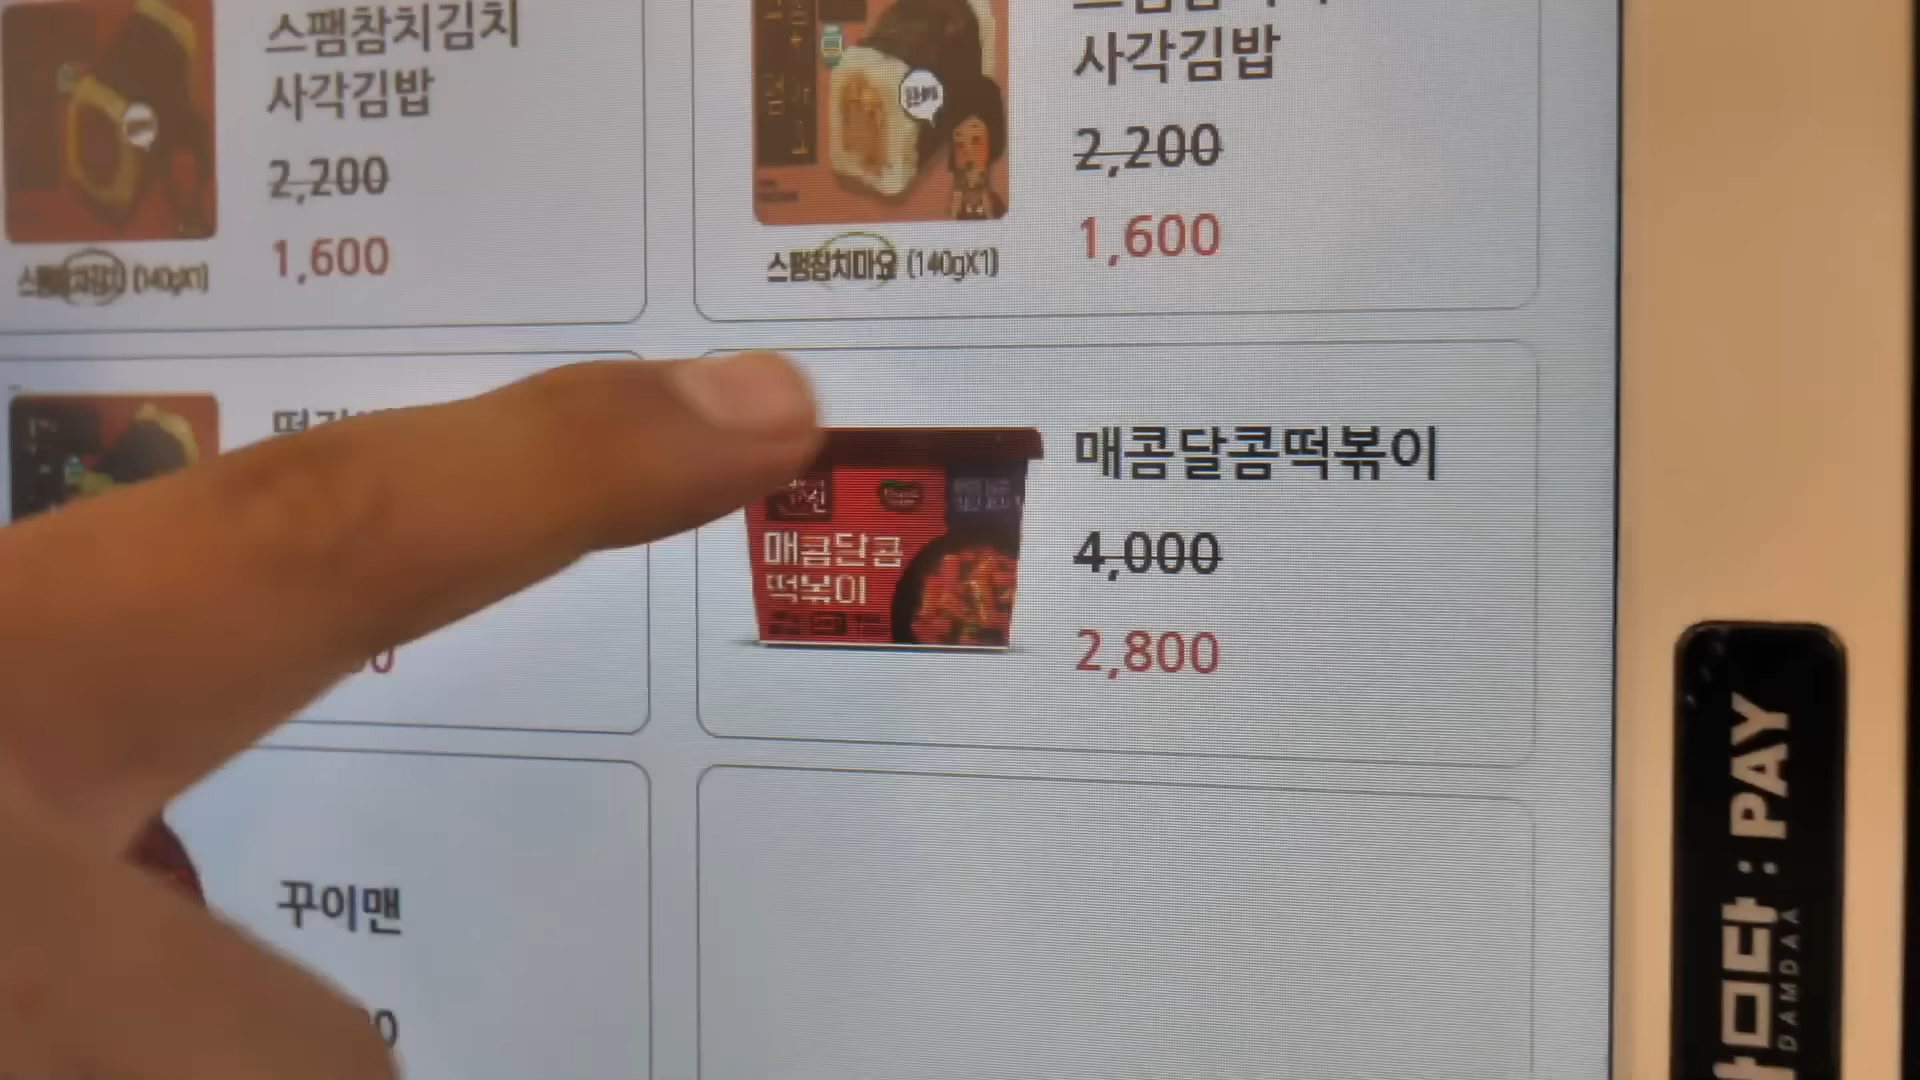 스팸참치김치
사각김밥
2,200
1,600
(140gX1)
사각김밥
2,200
1,600
스팸참치마요 (140gX1)
매콤달콤떡볶이
4,000
2,800
매콤달콤
떡볶이
꾸이맨
: PAY
DAMDAA